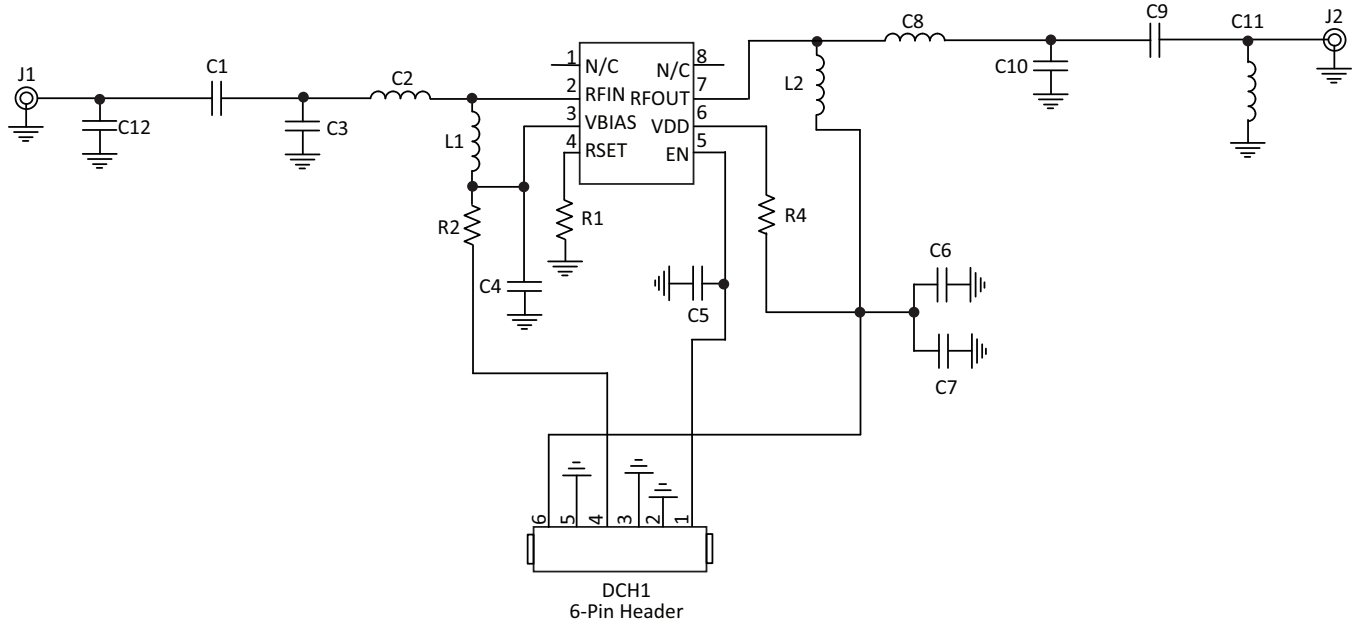 J1
C12
C1
C3
C2
L1
R2
C4
1
N/C
2
RFIN
3
VBIAS
4
RSET
R1
8
N/C
7
RFOUT
6
VDD
5
EN
C5
R4
L2
C8
C10
C9
C11
J2
C6
C7
6
5
4
3
2
1
DCH1
6-Pin Header